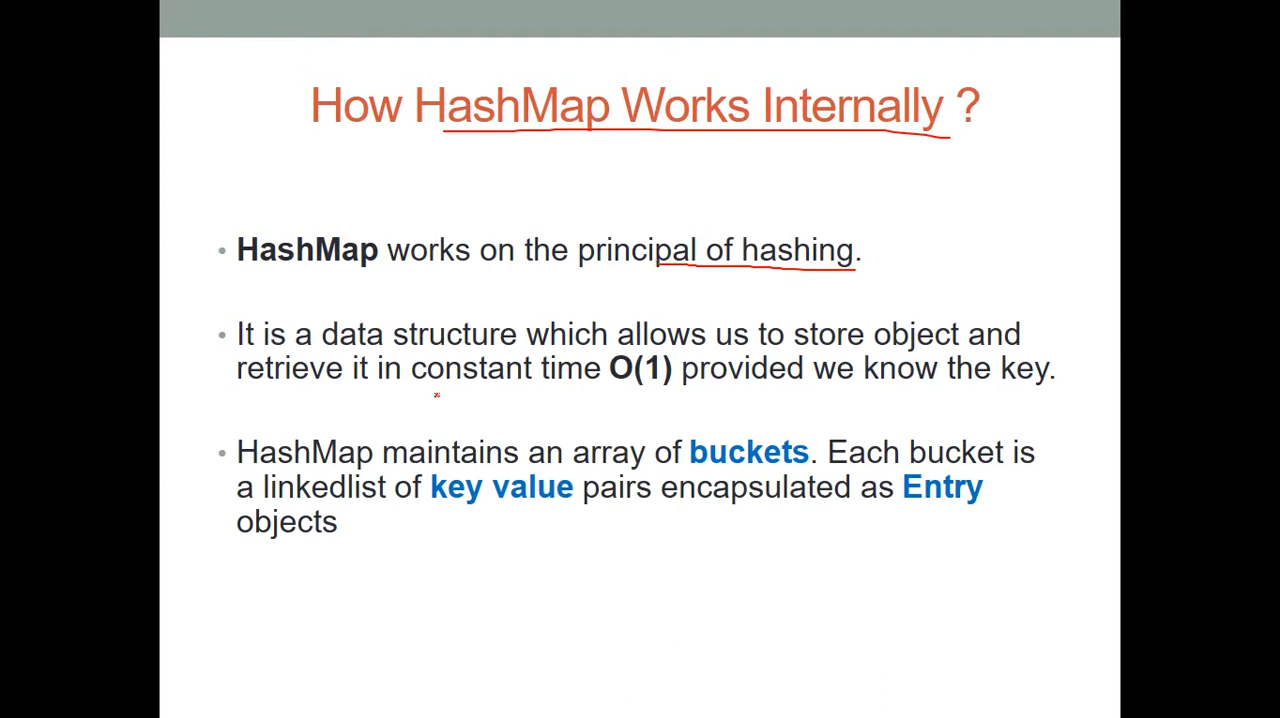 How HashMap Works Internally ?
• HashMap works on the principal of hashing.
• It is a data structure which allows us to store object and
retrieve it in constant time O(1) provided we know the key.
• HashMap maintains an array of buckets. Each bucket is
a linkedlist of key value pairs encapsulated as Entry
objects